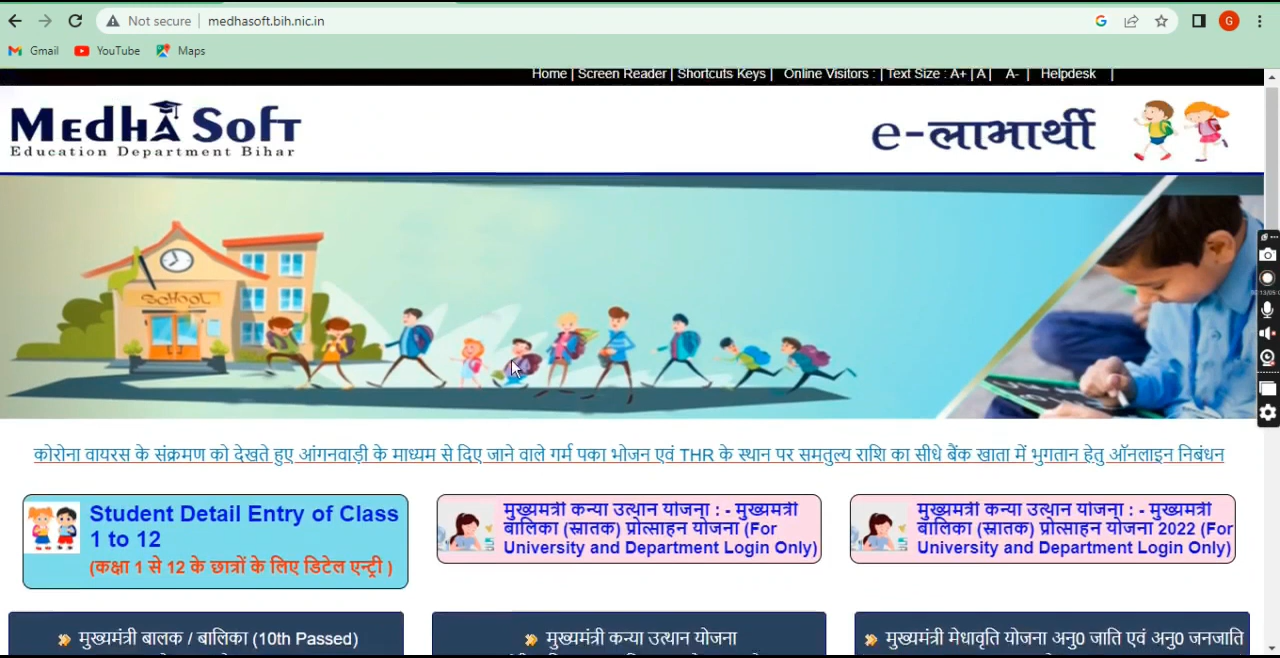 Not secure | medhasoft.bih.nic.in
G
Gmail YouTube Maps
Home | Screen Reader | Shortcuts Keys | Online Visitors : | Text Size : A+ | A | A- | Helpdesk |
MEDHA SOFT
Education Department Bihar
e-लाभार्थी
SCHOOL
कोरोना वायरस के संक्रमण को देखते हुए आंगनवाड़ी के माध्यम से दिए जाने वाले गर्म पका भोजन एवं THR के स्थान पर समतुल्य राशि का सीधे बैंक खाता में भुगतान हेतु ऑनलाइन निबंधन
Student Detail Entry of Class
1 to 12
(कक्षा 1 से 12 के छात्रों के लिए डिटेल एन्ट्री )
मुख्यमंत्री कन्या उत्थान योजना : - मुख्यमंत्री
बालिका (स्नातक) प्रोत्साहन योजना (For
University and Department Login Only)
मुख्यमंत्री कन्या उत्थान योजना : - मुख्यमंत्री
बालिका (स्नातक) प्रोत्साहन योजना 2022 (For
University and Department Login Only)
मुख्यमंत्री बालक / बालिका (10th Passed)
मुख्यमंत्री कन्या उत्थान योजना
मुख्यमंत्री मेधावृति योजना अनु0 जाति एवं अनु0 जनजाति